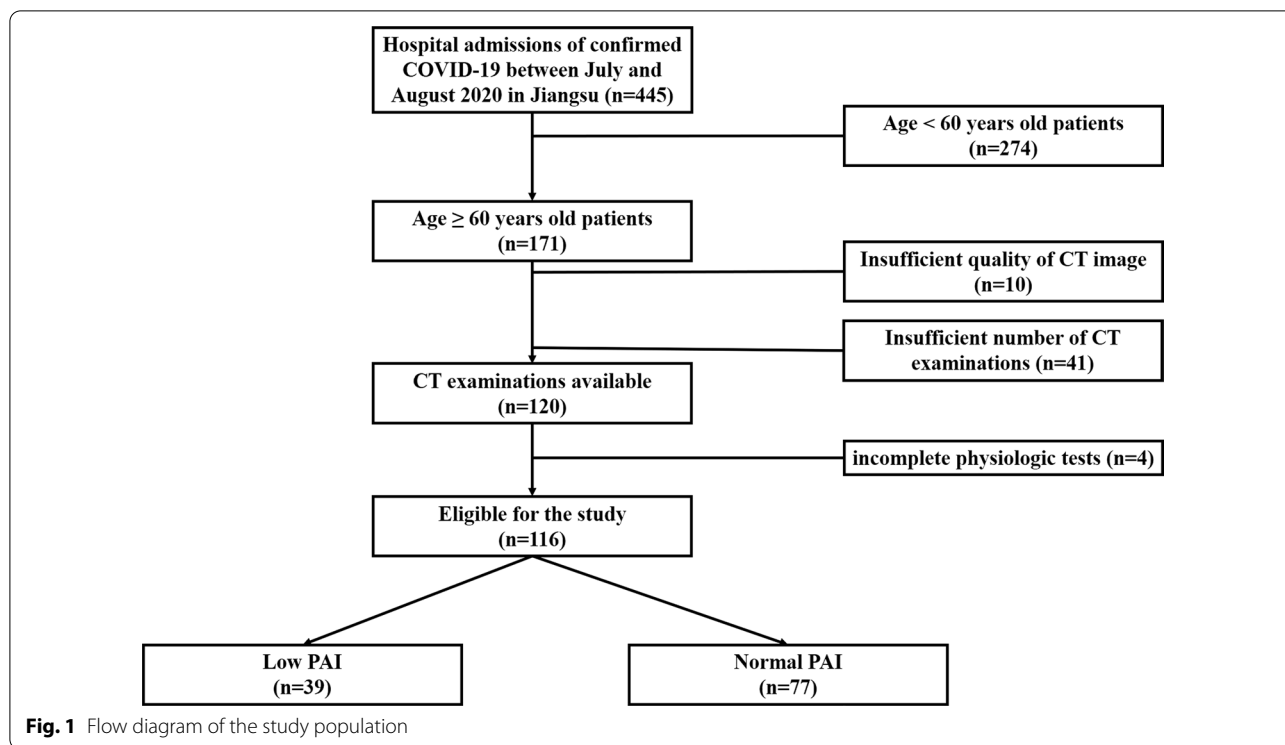 Hospital admissions of confirmed
COVID-19 between July and
August 2020 in Jiangsu (n=445)
Age < 60 years old patients
(n=274)
Age ≥ 60 years old patients
(n=171)
Insufficient quality of CT image
(n=10)
Insufficient number of CT
examinations (n=41)
CT examinations available
(n=120)
incomplete physiologic tests (n=4)
Eligible for the study
(n=116)
Low PAI
(n=39)
Normal PAI
(n=77)
Fig. 1 Flow diagram of the study population